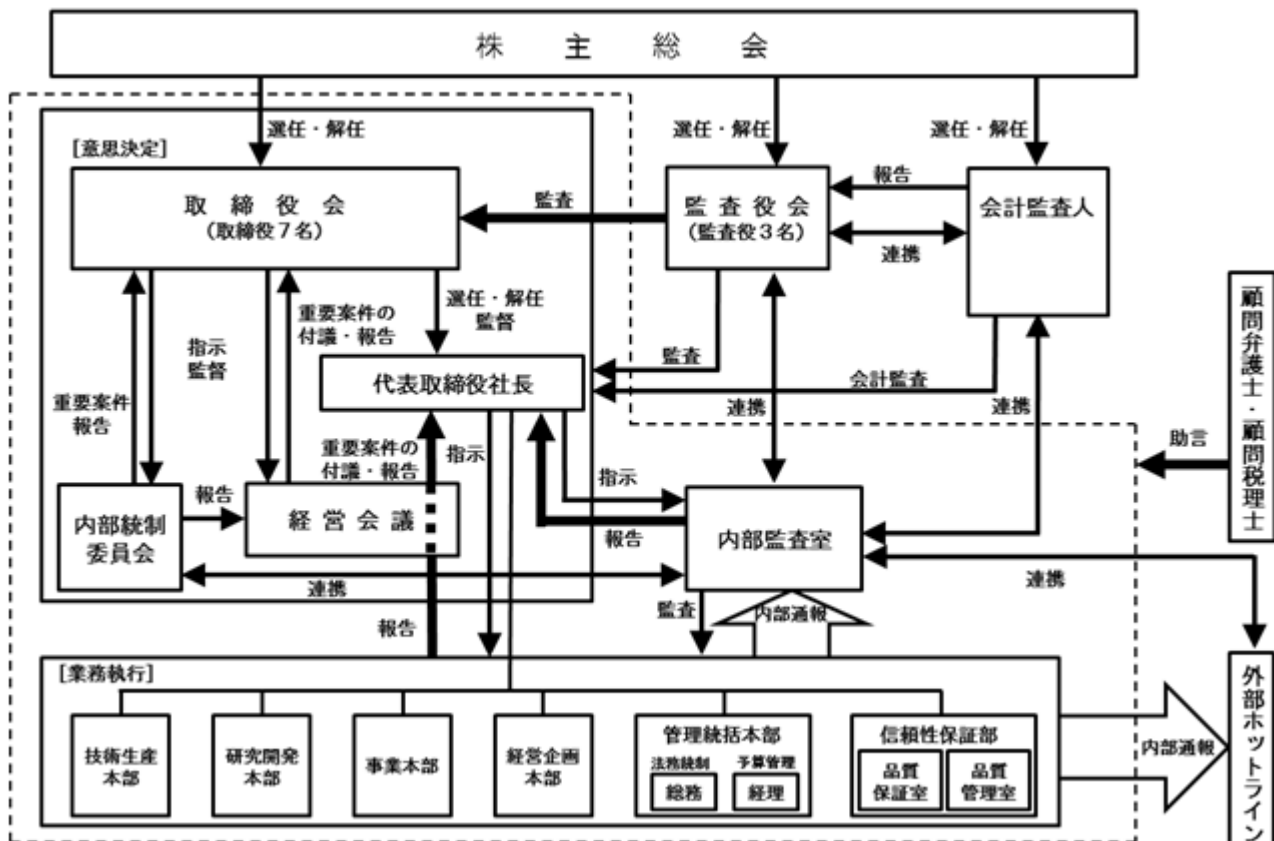 株主総会
選任・解任
選任・解任
選任・解任
[意思決定]
取締役会
(取締役7名)
監査
監査役会
(監査役3名)
報告
連携
会計監査人
重要案件の
付議・報告
選任・解任
監督
指示
監督
代表取締役社長
監査
会計監査
重要案件
報告
連携
連携
顧問弁護士・顧問税理士
助言
重要案件の
付議・報告
指示
指示
内部統制
委員会
報告
経営会議
報告
内部監査室
連携
連携
報告
監査
内部通報
[業務執行]
技術生産
本部
研究開発
本部
事業本部
経営企画
本部
管理統括本部
法務統制
総務
予算管理
経理
信頼性保証部
品質
保証室
品質
管理室
内部通報
外部ホットライン